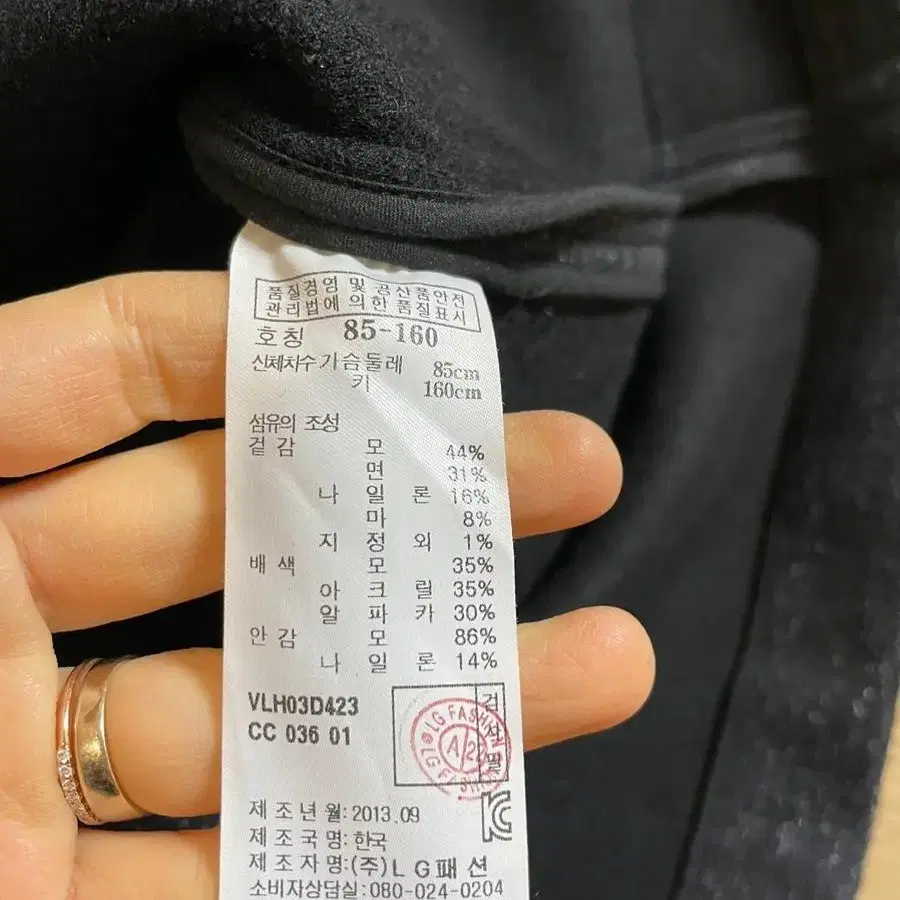 품질경영 및 공산품안전
관리법에 의한 품질표시
호칭 85-160
신체차수 가슴둘레 85cm
키 160cm
섬유의 조성
겉감 모 44%
면 31%
나일론 16%
마 8%
지정외 1%
배색 모 35%
아크릴 35%
알파카 30%
안감 모 86%
나일론 14%
VLH03D423
CC 036 01
검사필
LG FASHION
A/22
LG FASHION
제조년월: 2013.09
제조국명: 한국
제조자명: (주)LG패션
소비자상담실: 080-024-0204